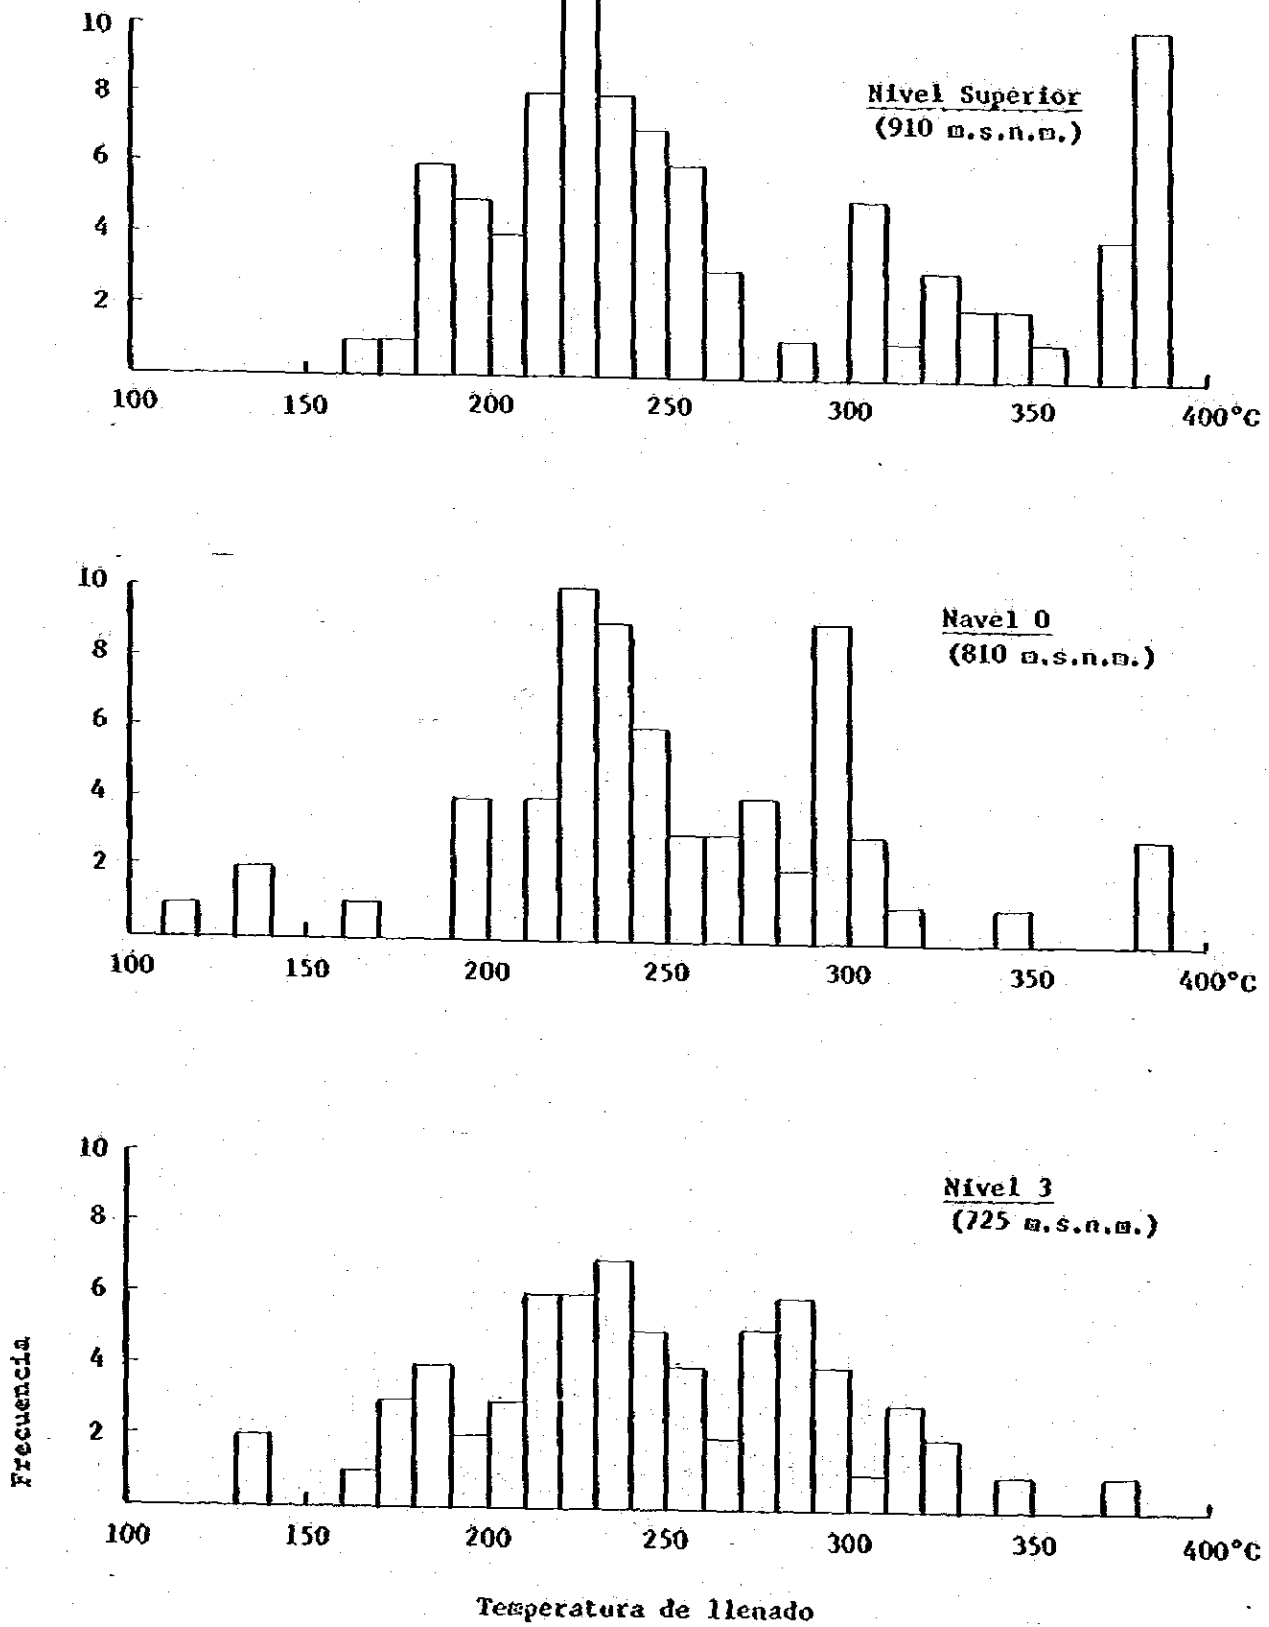 10
8
6
4
2
Nivel Superior
(910 m.s.n.m.)
100 150 200 250 300 350 400°C
10
8
6
4
2
Navel 0
(810 m.s.n.m.)
100 150 200 250 300 350 400°C
10
8
6
4
2
Nivel 3
(725 m.s.n.m.)
Frecuencia
100 150 200 250 300 350 400°C
Temperatura de llenado